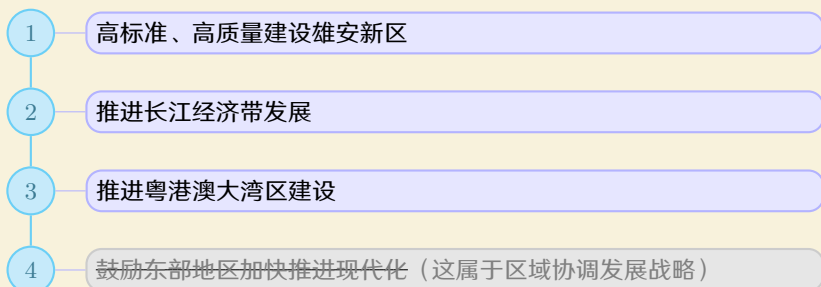 1 高标准、高质量建设雄安新区
2 推进长江经济带发展
3 推进粤港澳大湾区建设
4 鼓励东部地区加快推进现代化（这属于区域协调发展战略）